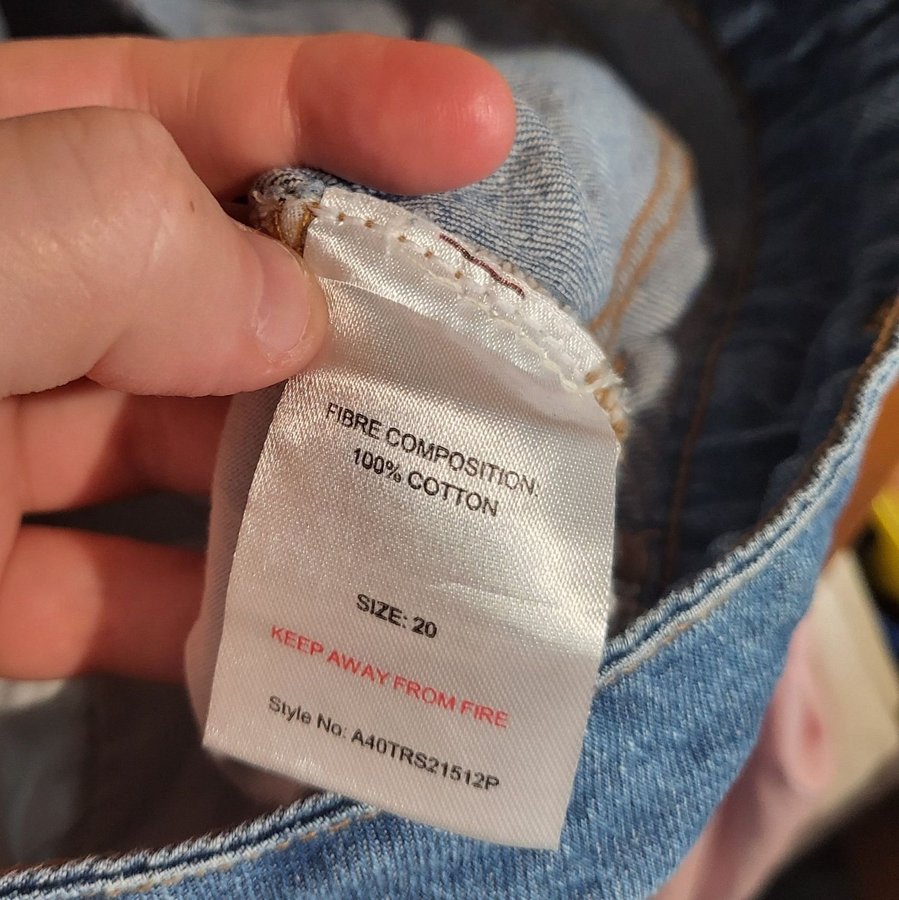 FIBRE COMPOSITION:
100% COTTON
SIZE: 20
KEEP AWAY FROM FIRE
Style No: A40TRS21512P